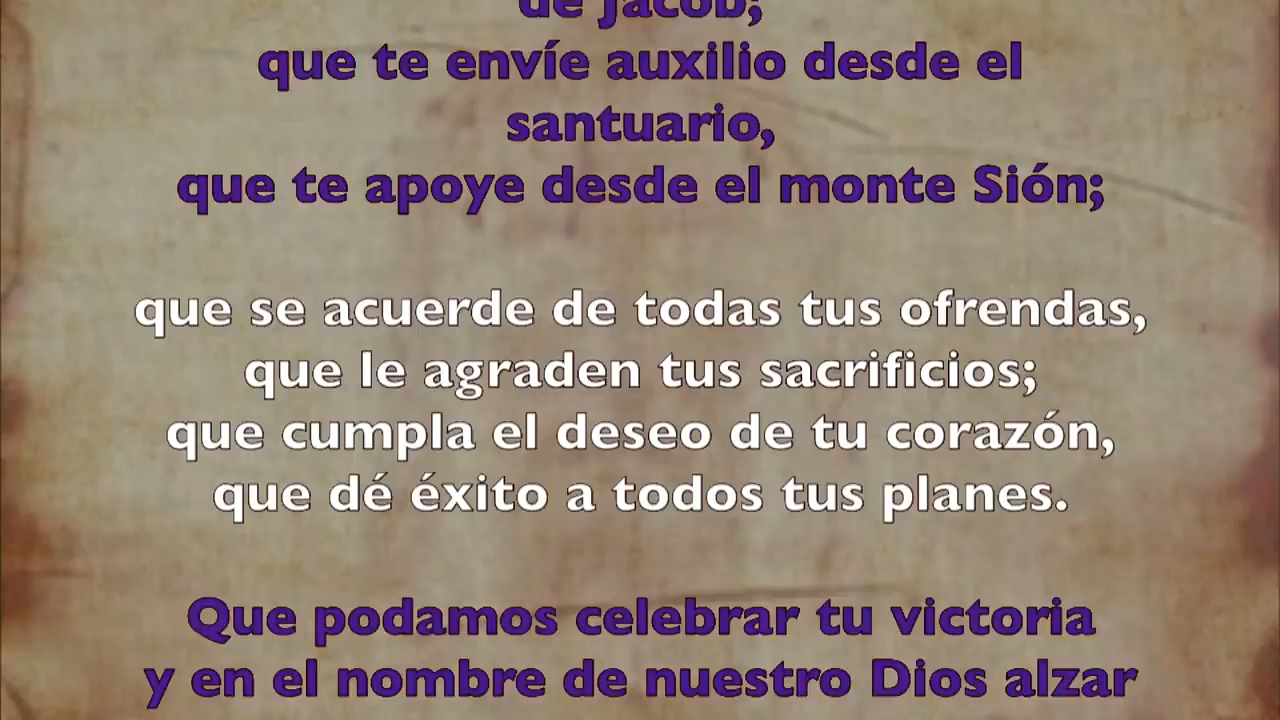 de Jacob;
que te envíe auxilio desde el
santuario,
que te apoye desde el monte Sión;
que se acuerde de todas tus ofrendas,
que le agraden tus sacrificios;
que cumpla el deseo de tu corazón,
que dé éxito a todos tus planes.
Que podamos celebrar tu victoria
y en el nombre de nuestro Dios alzar